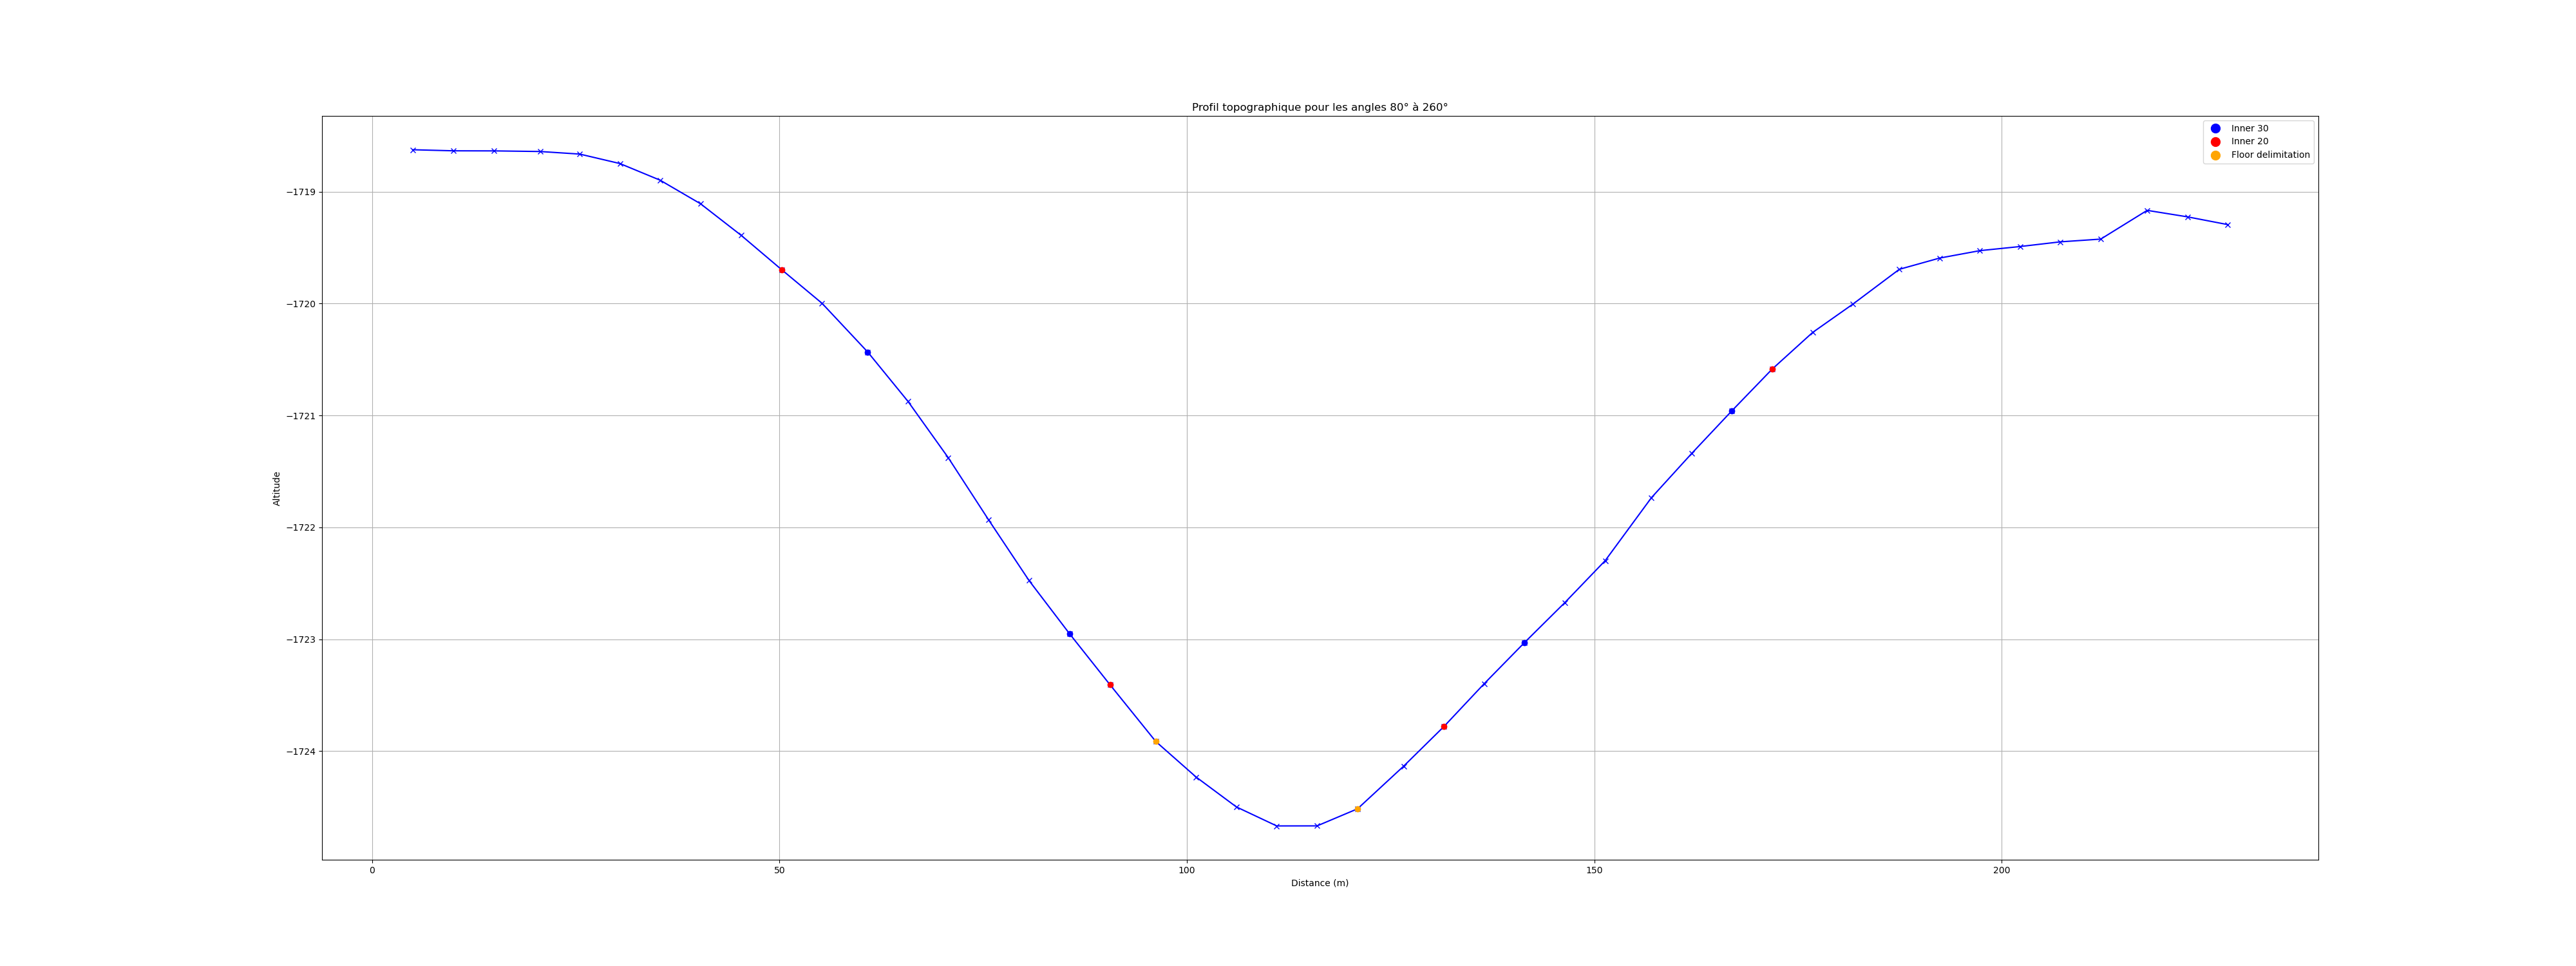 Profil topographique pour les angles 80° à 260°
Inner 30
Inner 20
Floor delimitation
−1719
−1720
−1721
−1722
−1723
−1724
Altitude
0 50 100 150 200
Distance (m)